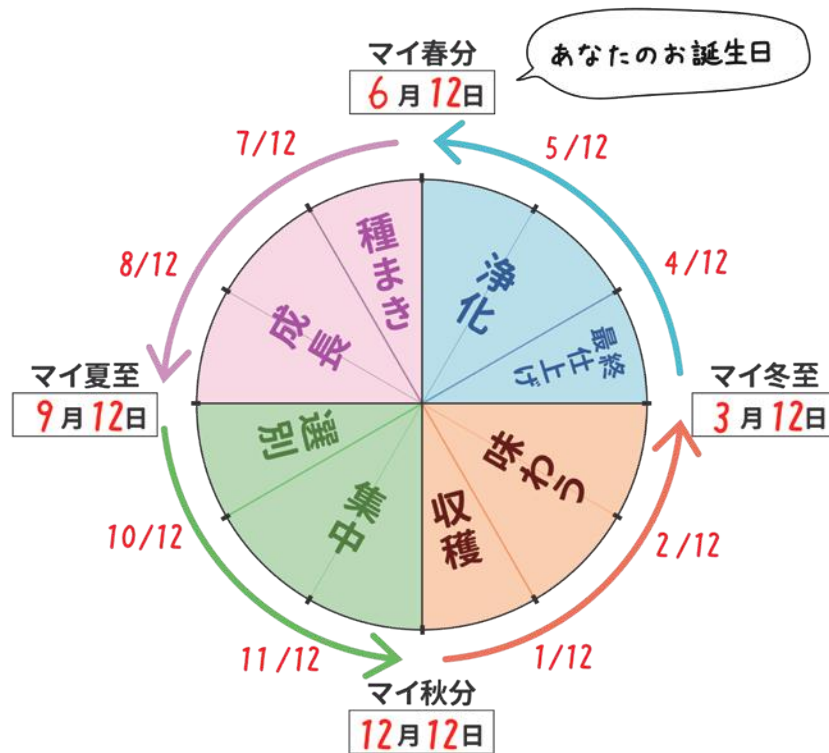 あなたのお誕生日
マイ春分
6月12日
7/12
5/12
種まき
浄化
8/12
4/12
成長
最終
仕上げ
マイ夏至
9月12日
マイ冬至
3月12日
選別
味わう
集中
収穫
10/12
2/12
11/12
1/12
マイ秋分
12月12日